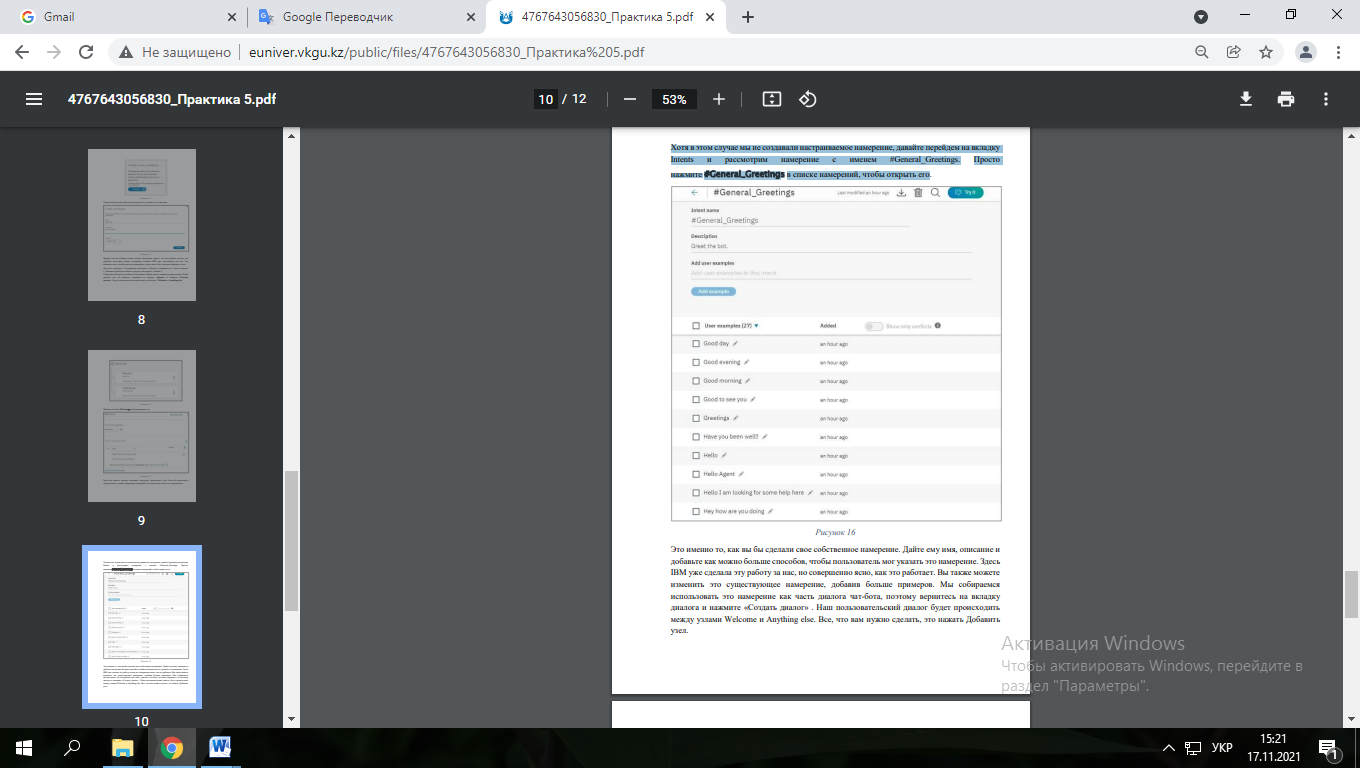 Gmail
Google Переводчик
4767643056830_Практика 5.pdf
Не защищено
euniver.vkgu.kz/public/files/4767643056830_Практика%205.pdf
4767643056830_Практика 5.pdf
10 / 12
53%
8
9
10
Хотя в этом случае мы не создавали настраиваемое намерение, давайте перейдем на вкладку
Intents и рассмотрим намерение с именем #General_Greetings. Просто
нажмите #General_Greetings в списке намерений, чтобы открыть его.
#General_Greetings
Last modified an hour ago
Try it
Intent name
#General_Greetings
Description
Greet the bot.
Add user examples
Add user examples to this intent
Add example
User examples (27) Added Show only conflicts
Good day an hour ago
Good evening an hour ago
Good morning an hour ago
Good to see you an hour ago
Greetings an hour ago
Have you been well? an hour ago
Hello an hour ago
Hello Agent an hour ago
Hello I am looking for some help here an hour ago
Hey how are you doing an hour ago
Рисунок 16
Это именно то, как вы бы сделали свое собственное намерение. Дайте ему имя, описание и
добавьте как можно больше способов, чтобы пользователь мог указать это намерение. Здесь
IBM уже сделала эту работу за нас, но совершенно ясно, как это работает. Вы также можете
изменить это существующее намерение, добавив больше примеров. Мы собираемся
использовать это намерение как часть диалога чат-бота, поэтому вернитесь на вкладку
диалога и нажмите «Создать диалог» . Наш пользовательский диалог будет происходить
между узлами Welcome и Anything else. Все, что вам нужно сделать, это нажать Добавить
узел.
Активация Windows
Чтобы активировать Windows, перейдите в
раздел "Параметры".
УКР
15:21
17.11.2021
1